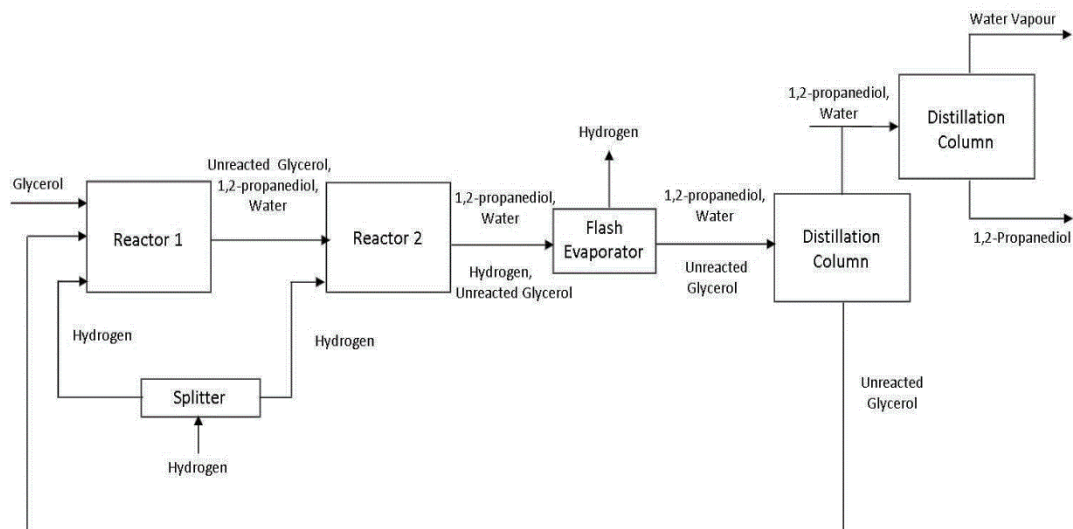 Water Vapour
1,2-propanediol,
Water
Distillation
Column
Hydrogen
Unreacted Glycerol,
1,2-propanediol,
Water
Glycerol
1,2-propanediol,
Water
1,2-propanediol,
Water
Reactor 1
Reactor 2
Flash
Evaporator
Distillation
Column
1,2-Propanediol
Hydrogen,
Unreacted Glycerol
Unreacted
Glycerol
Hydrogen
Hydrogen
Splitter
Unreacted
Glycerol
Hydrogen